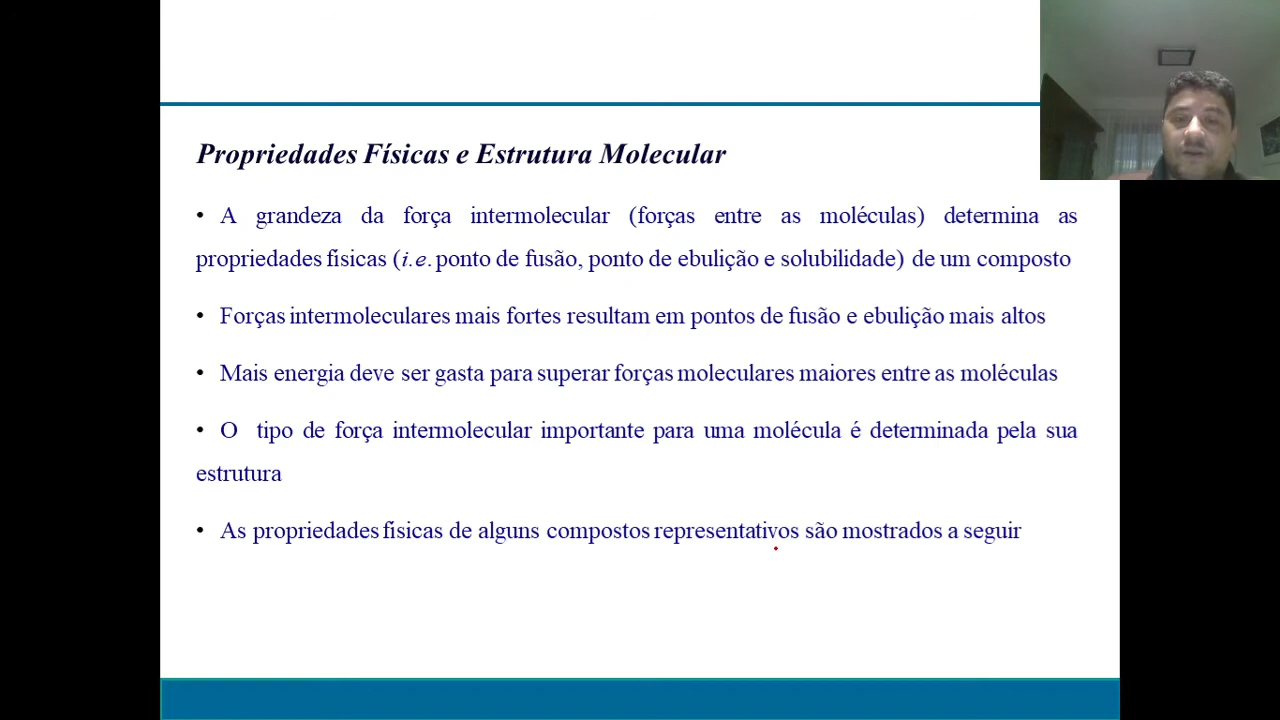 Propriedades Físicas e Estrutura Molecular
• A grandeza da força intermolecular (forças entre as moléculas) determina as
propriedades físicas (i.e. ponto de fusão, ponto de ebulição e solubilidade) de um composto
• Forças intermoleculares mais fortes resultam em pontos de fusão e ebulição mais altos
• Mais energia deve ser gasta para superar forças moleculares maiores entre as moléculas
• O tipo de força intermolecular importante para uma molécula é determinada pela sua
estrutura
• As propriedades físicas de alguns compostos representativos são mostrados a seguir